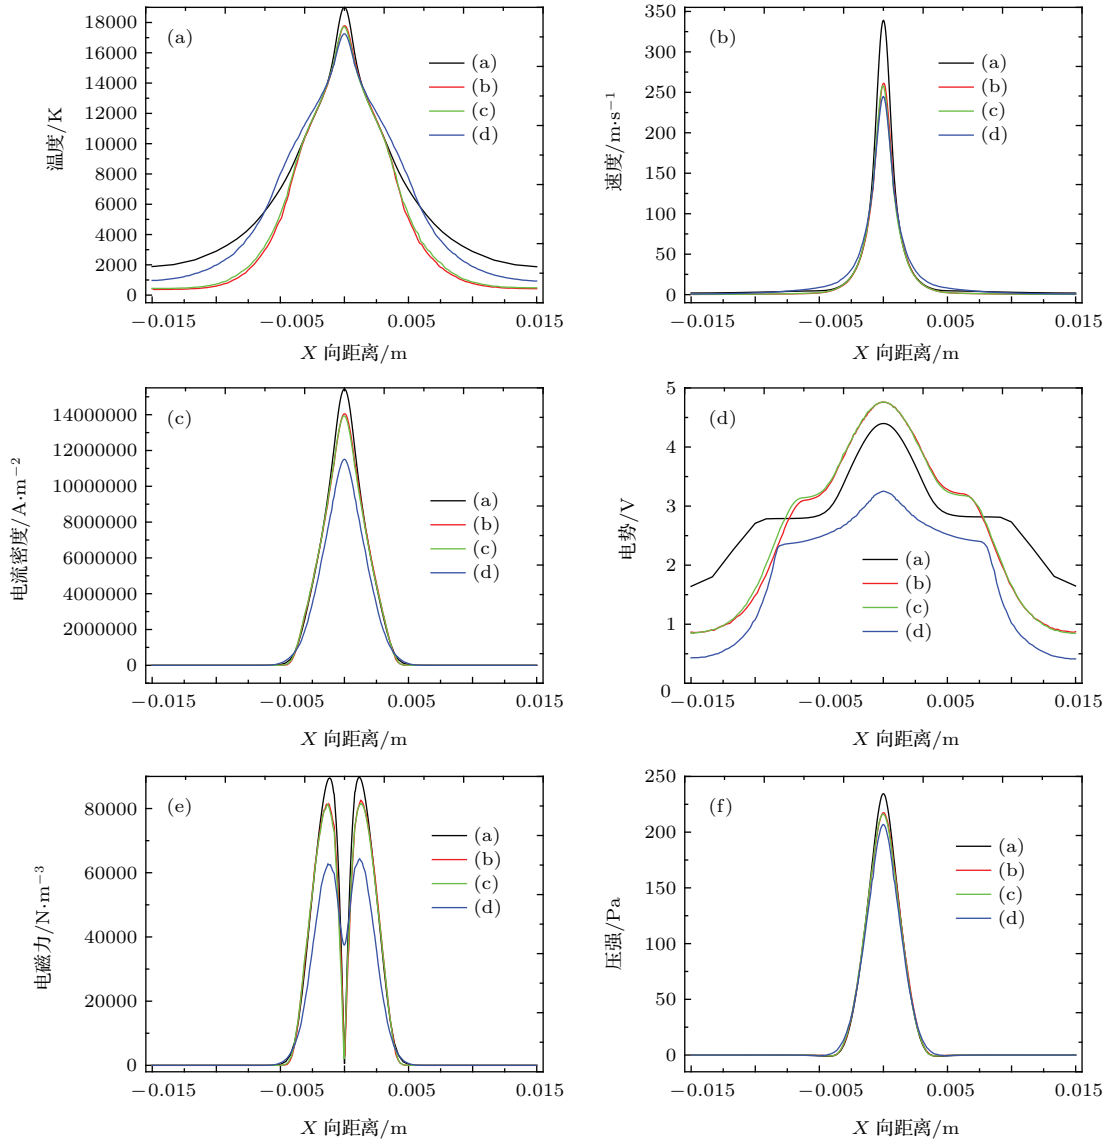 (a)
18000
16000
14000
12000
10000
8000
6000
4000
2000
0
温度/K
(a)
(b)
(c)
(d)
−0.015
−0.005
0.005
0.015
X 向距离/m
(b)
350
300
250
200
150
100
50
0
速度/m·s−1
(a)
(b)
(c)
(d)
−0.015
−0.005
0.005
0.015
X 向距离/m
(c)
14000000
12000000
10000000
8000000
6000000
4000000
2000000
0
电流密度/A·m−2
(a)
(b)
(c)
(d)
−0.015
−0.005
0.005
0.015
X 向距离/m
(d)
5
4
3
2
1
0
电势/V
(a)
(b)
(c)
(d)
−0.015
−0.005
0.005
0.015
X 向距离/m
(e)
80000
60000
40000
20000
0
电磁力/N·m−3
(a)
(b)
(c)
(d)
−0.015
−0.005
0.005
0.015
X 向距离/m
(f)
250
200
150
100
50
0
压强/Pa
(a)
(b)
(c)
(d)
−0.015
−0.005
0.005
0.015
X 向距离/m